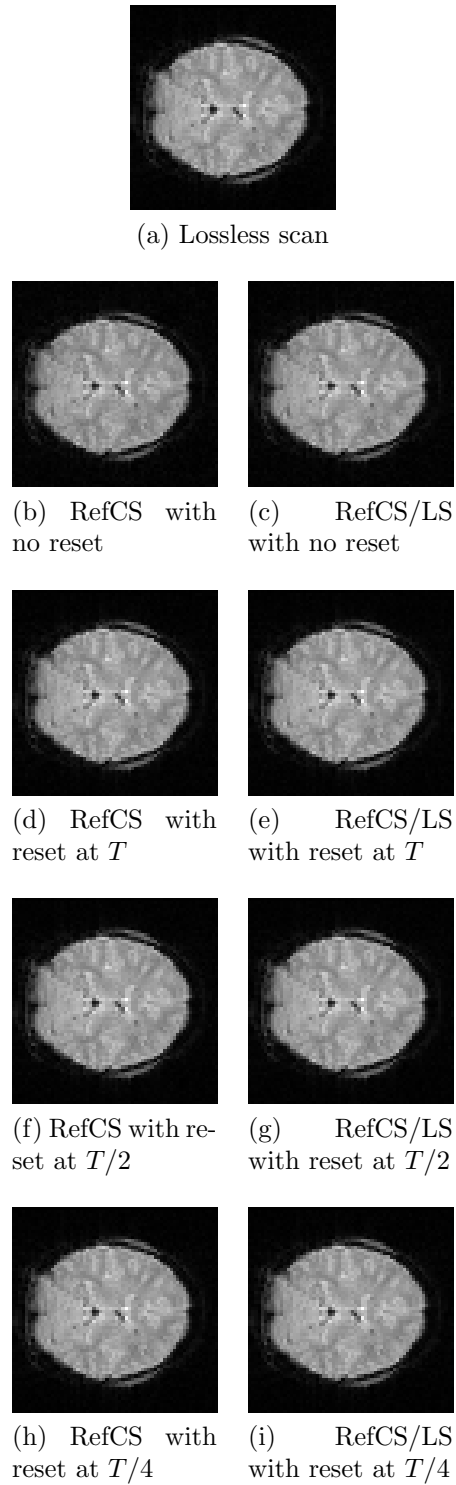 (a) Lossless scan
(b) RefCS with
no reset
(c) RefCS/LS
with no reset
(d) RefCS with
reset at T
(e) RefCS/LS
with reset at T
(f) RefCS with re-
set at T/2
(g) RefCS/LS
with reset at T/2
(h) RefCS with
reset at T/4
(i) RefCS/LS
with reset at T/4